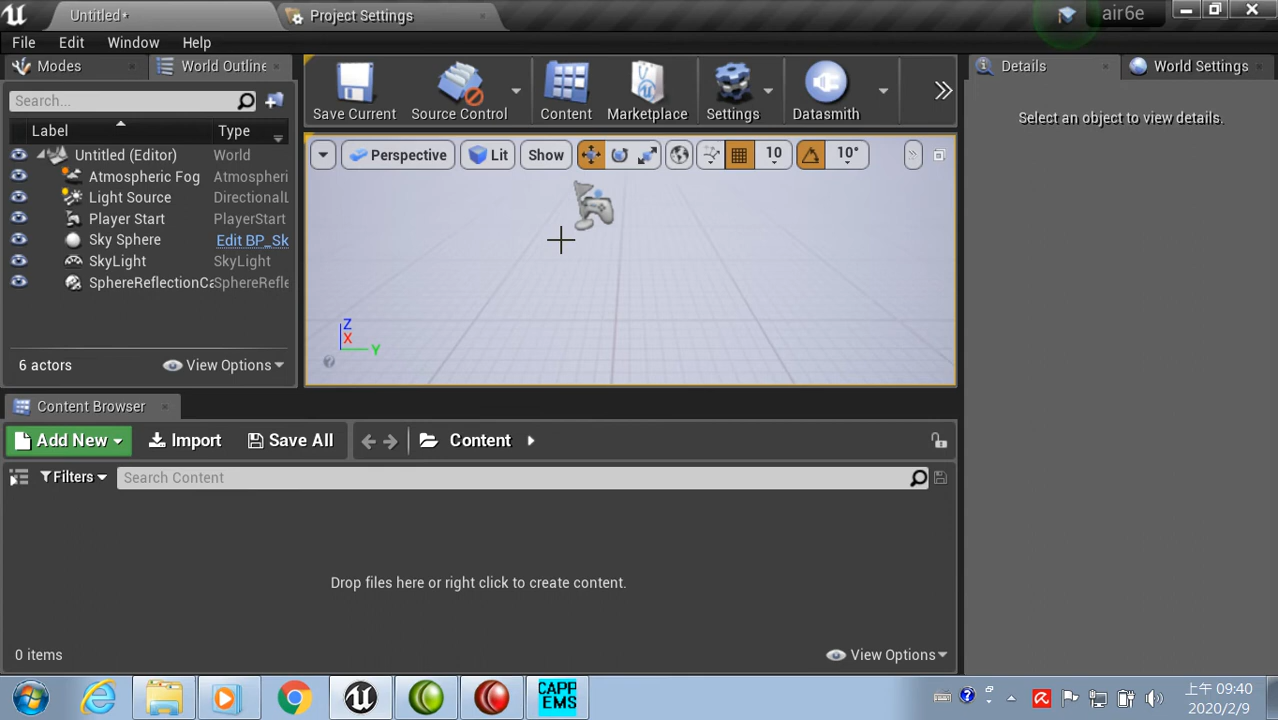 Untitled*
Project Settings
air6e
File Edit Window Help
Modes
World Outline
Search...
Label Type
Untitled (Editor) World
Atmospheric Fog Atmospheri
Light Source DirectionalL
Player Start PlayerStart
Sky Sphere Edit BP_Sk
SkyLight SkyLight
SphereReflectionCa SphereRefle
6 actors View Options
Save Current Source Control Content Marketplace Settings Datasmith
Perspective Lit Show 10 10°
Z
X
Y
Details
World Settings
Select an object to view details.
Content Browser
Add New Import Save All Content
Filters Search Content
Drop files here or right click to create content.
0 items View Options
CAPP
EMS
上午 09:40
2020/2/9